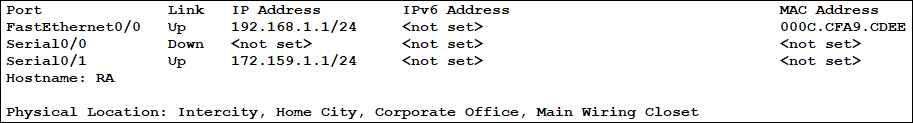 Port Link IP Address IPv6 Address MAC Address
FastEthernet0/0 Up 192.168.1.1/24 <not set> 000C.CFA9.CDEE
Serial0/0 Down <not set> <not set> <not set>
Serial0/1 Up 172.159.1.1/24 <not set> <not set>
Hostname: RA
Physical Location: Intercity, Home City, Corporate Office, Main Wiring Closet